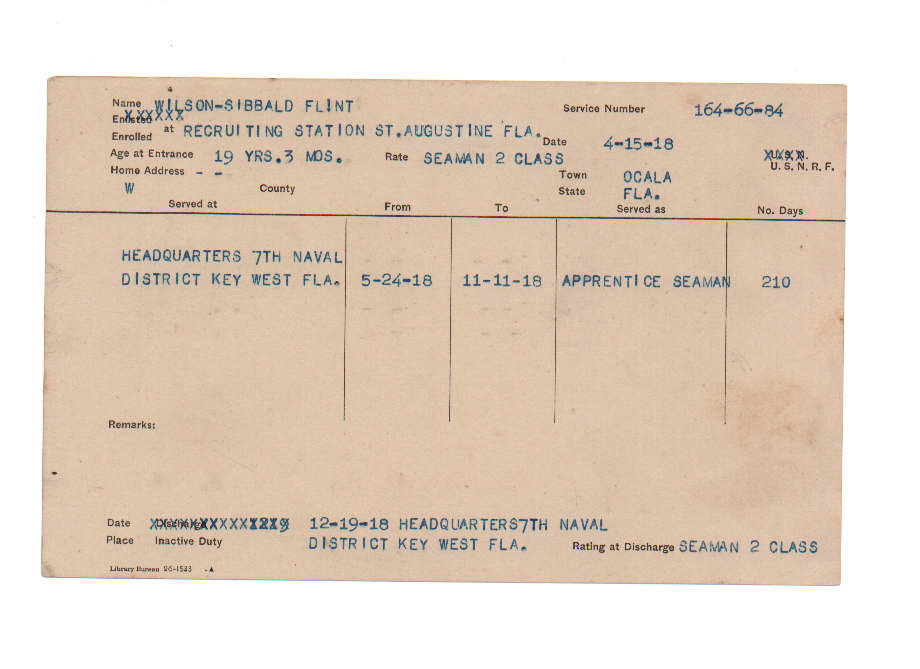 Name WILSON-SIBBALD FLINT Service Number 164-66-84
Enlisted
Enrolled at RECRUITING STATION ST.AUGUSTINE FLA. Date 4-15-18
Age at Entrance 19 YRS.3 MOS. Rate SEAMAN 2 CLASS U.S.N.
U.S.N.R.F.
Home Address - - Town OCALA
W County State FLA.
Served at From To Served as No. Days
HEADQUARTERS 7TH NAVAL
DISTRICT KEY WEST FLA. 5-24-18 11-11-18 APPRENTICE SEAMAN 210
Remarks:
Date Discharge 12-19-18 HEADQUARTERS7TH NAVAL
Place Inactive Duty DISTRICT KEY WEST FLA. Rating at Discharge SEAMAN 2 CLASS
Library Bureau 26-1533 -A